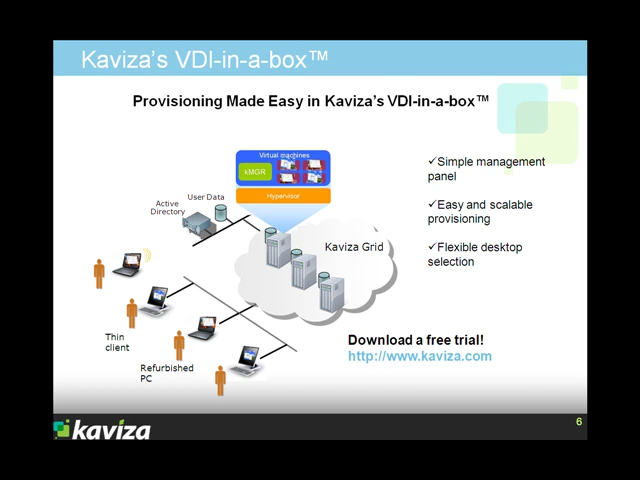 Kaviza's VDI-in-a-box™
Provisioning Made Easy in Kaviza's VDI-in-a-box™
Virtual machines
kMGR
Hypervisor
User Data
Active
Directory
Kaviza Grid
Thin
client
Refurbished
PC
✓Simple management
panel
✓Easy and scalable
provisioning
✓Flexible desktop
selection
Download a free trial!
http://www.kaviza.com
kaviza
6